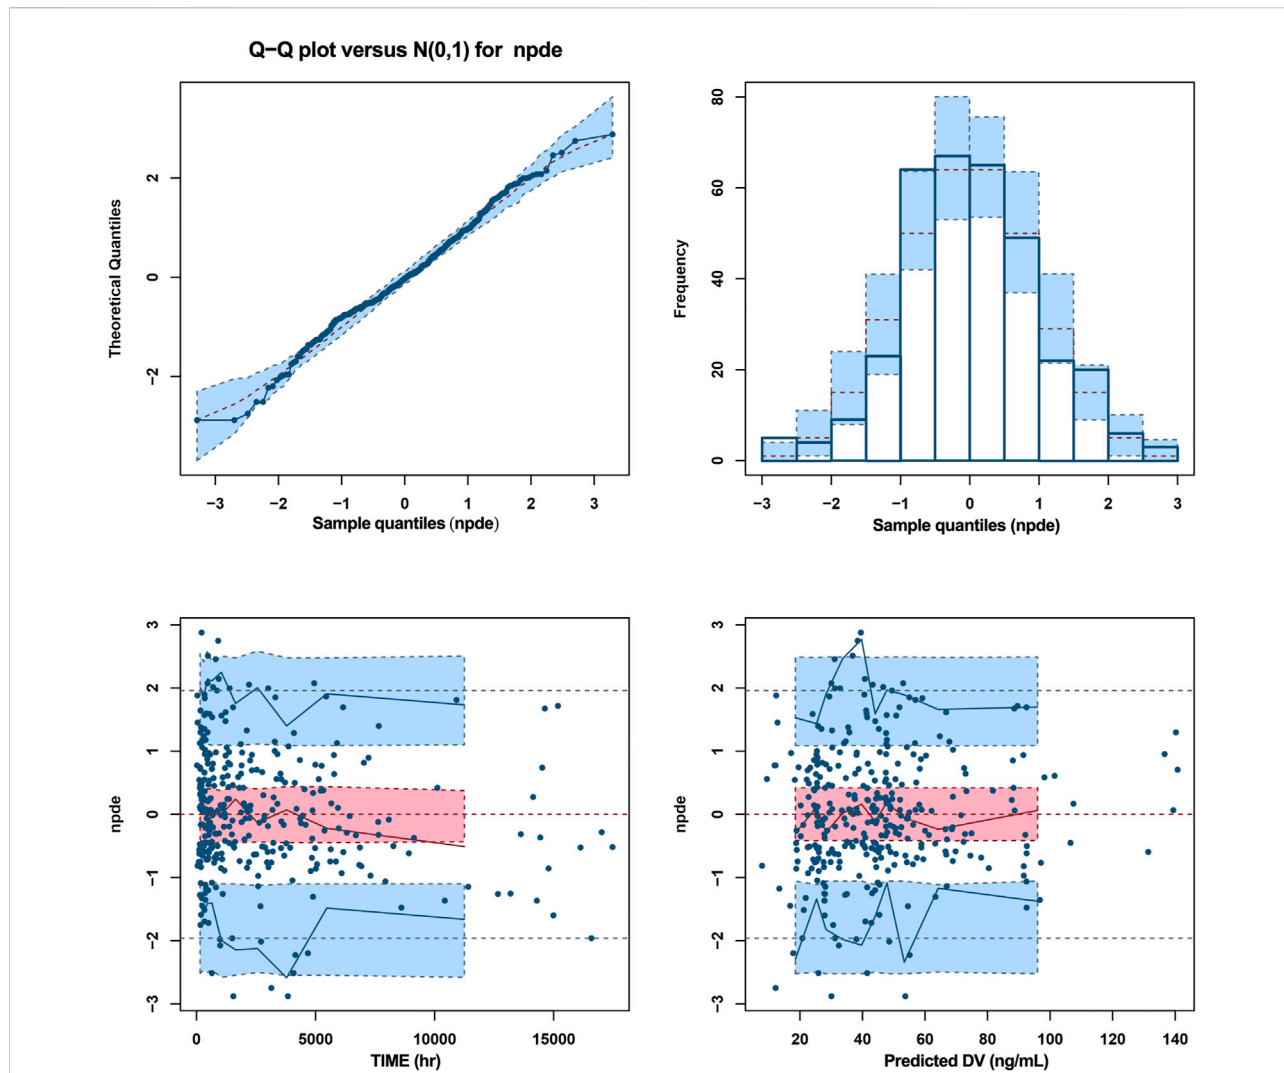 Q−Q plot versus N(0,1) for npde
Theoretical Quantiles
2
0
−2
−3 −2 −1 0 1 2 3
Sample quantiles (npde)
Frequency
80
60
40
20
0
−3 −2 −1 0 1 2 3
Sample quantiles (npde)
npde
3
2
1
0
−1
−2
−3
0 5000 10000 15000
TIME (hr)
npde
3
2
1
0
−1
−2
−3
20 40 60 80 100 120 140
Predicted DV (ng/mL)